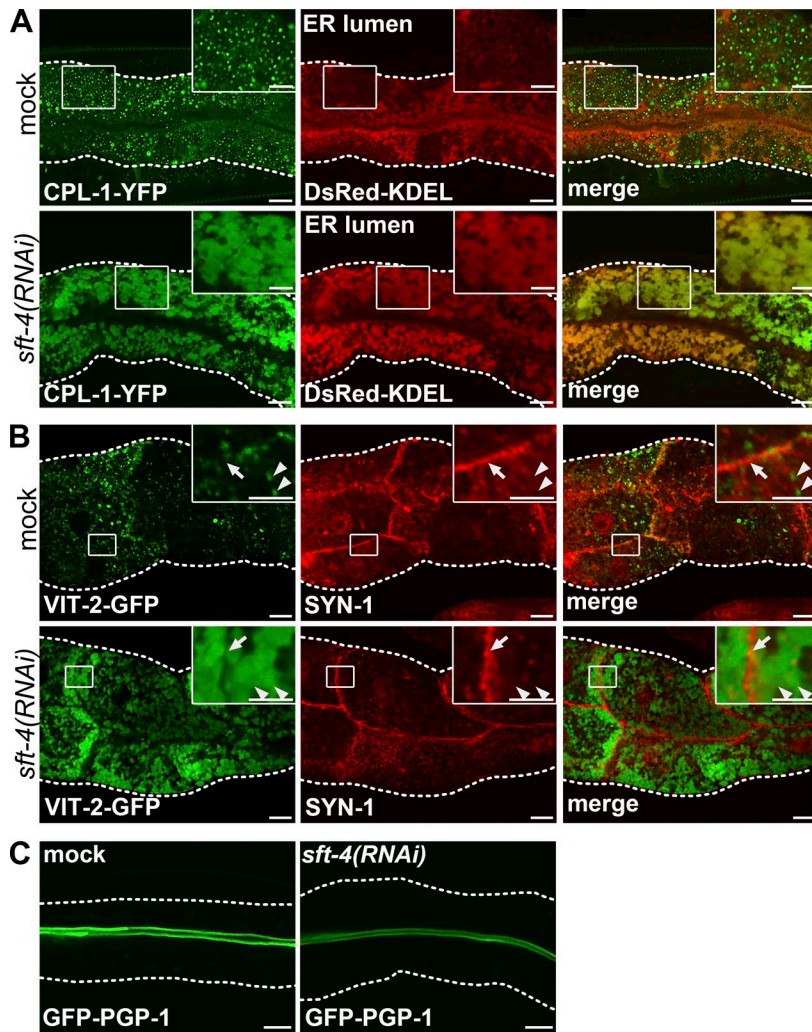 A
mock
CPL-1-YFP
ER lumen
DsRed-KDEL
merge
sft-4(RNAi)
CPL-1-YFP
ER lumen
DsRed-KDEL
merge
B
mock
VIT-2-GFP
SYN-1
merge
sft-4(RNAi)
VIT-2-GFP
SYN-1
merge
C
mock
GFP-PGP-1
sft-4(RNAi)
GFP-PGP-1